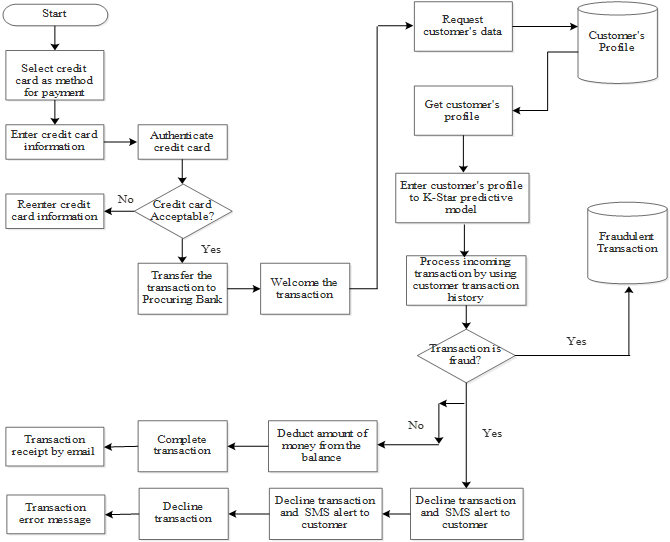 Start
Select credit
card as method
for payment
Enter credit card
information
Authenticate
credit card
Reenter credit
card information
No
Credit card
Acceptable?
Yes
Transfer the
transaction to
Procuring Bank
Welcome the
transaction
Request
customer's data
Customer's
Profile
Get customer's
profile
Enter customer's profile
to K-Star predictive
model
Process incoming
transaction by using
customer transaction
history
Fraudulent
Transaction
Transaction is
fraud?
Yes
No
Yes
Deduct amount of
money from the
balance
Complete
transaction
Transaction
receipt by email
Decline transaction
and SMS alert to
customer
Decline transaction
and SMS alert to
customer
Decline
transaction
Transaction
error message